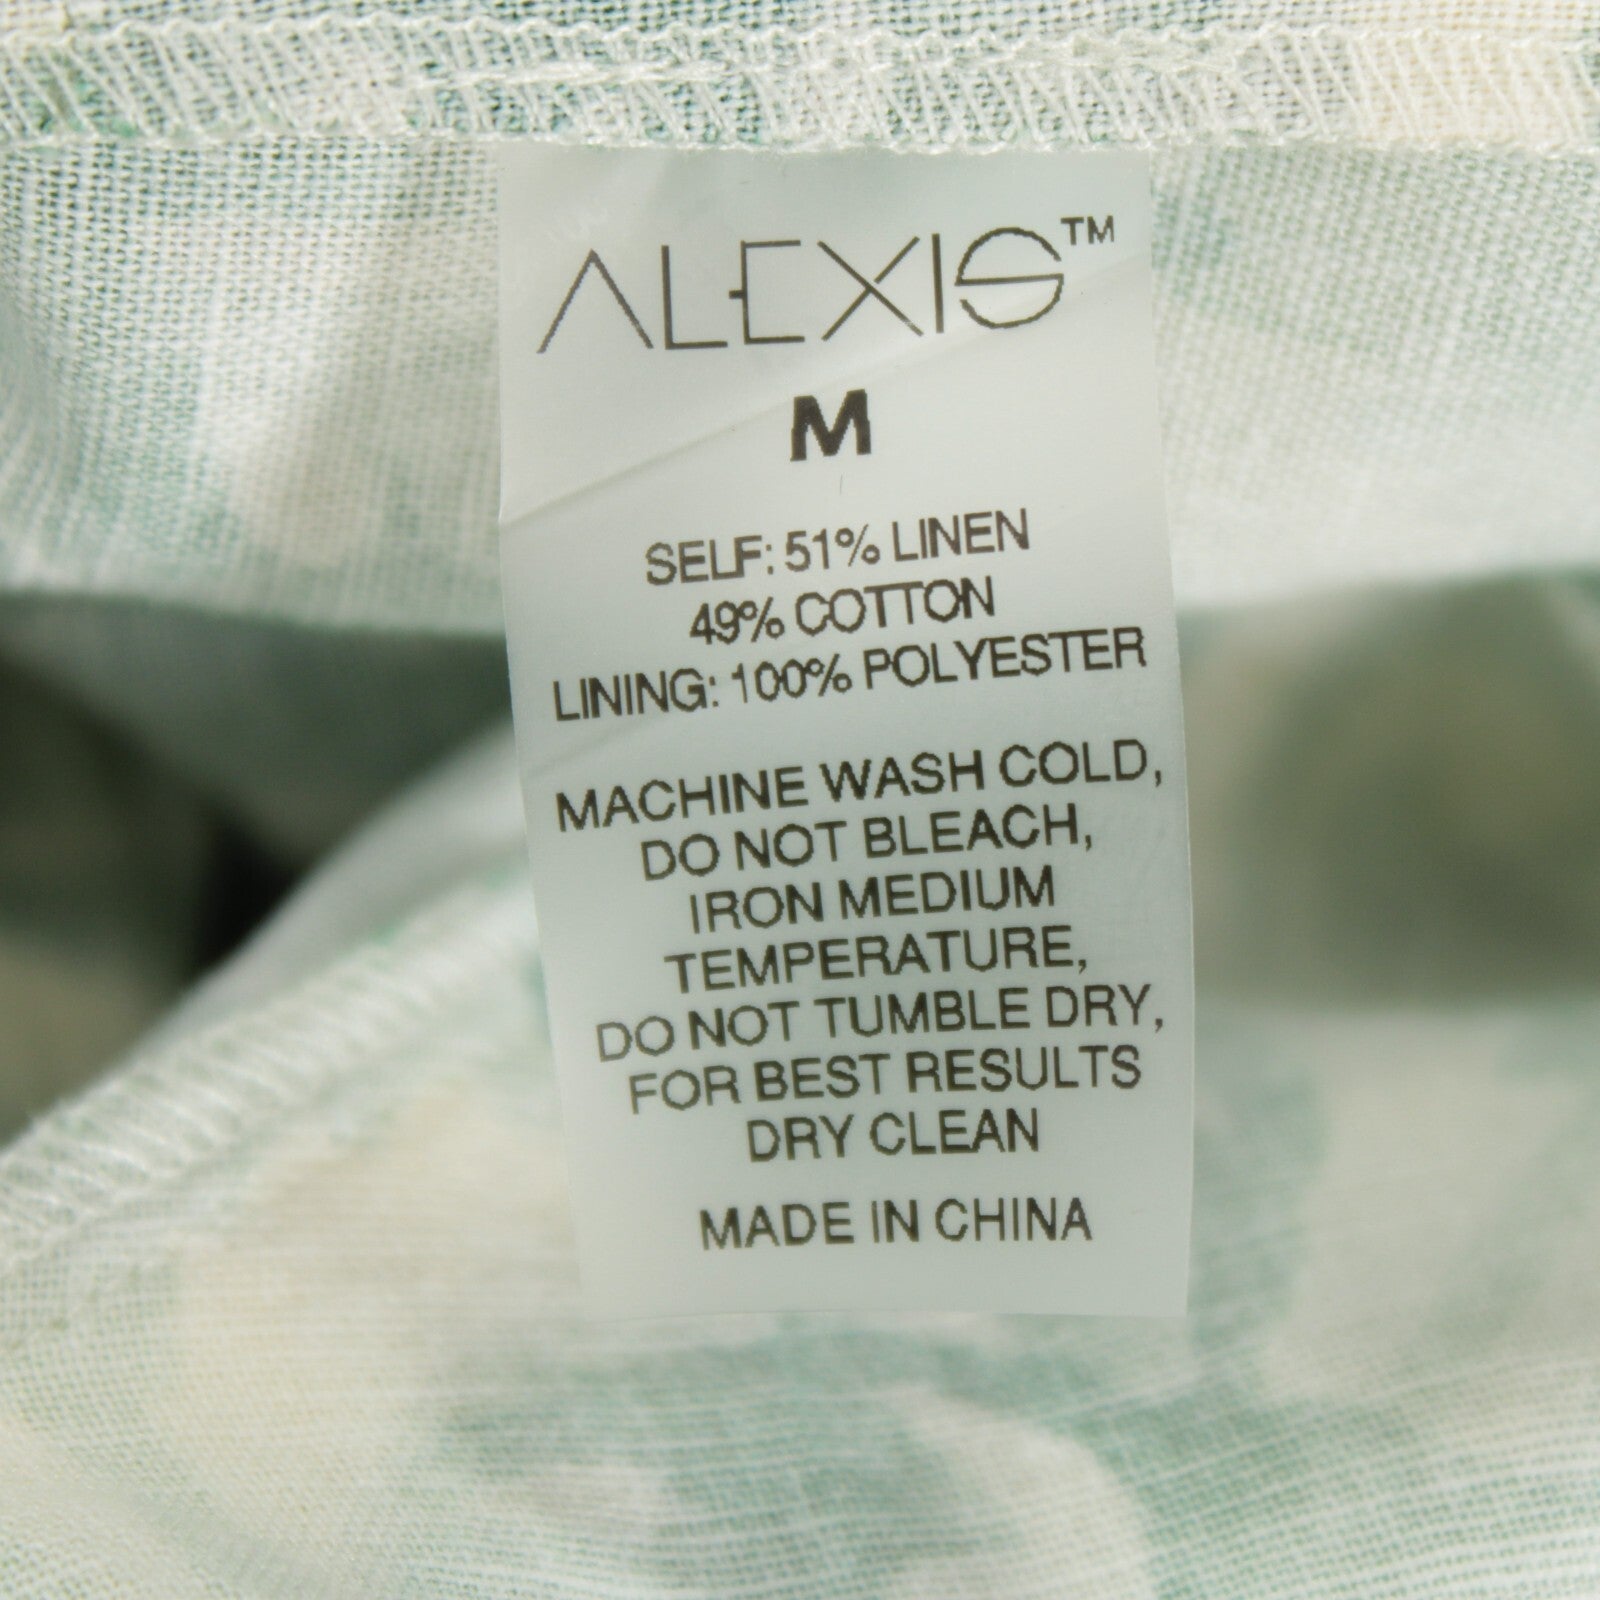 ALEXIS™
M
SELF: 51% LINEN
49% COTTON
LINING: 100% POLYESTER
MACHINE WASH COLD,
DO NOT BLEACH,
IRON MEDIUM
TEMPERATURE,
DO NOT TUMBLE DRY,
FOR BEST RESULTS
DRY CLEAN
MADE IN CHINA